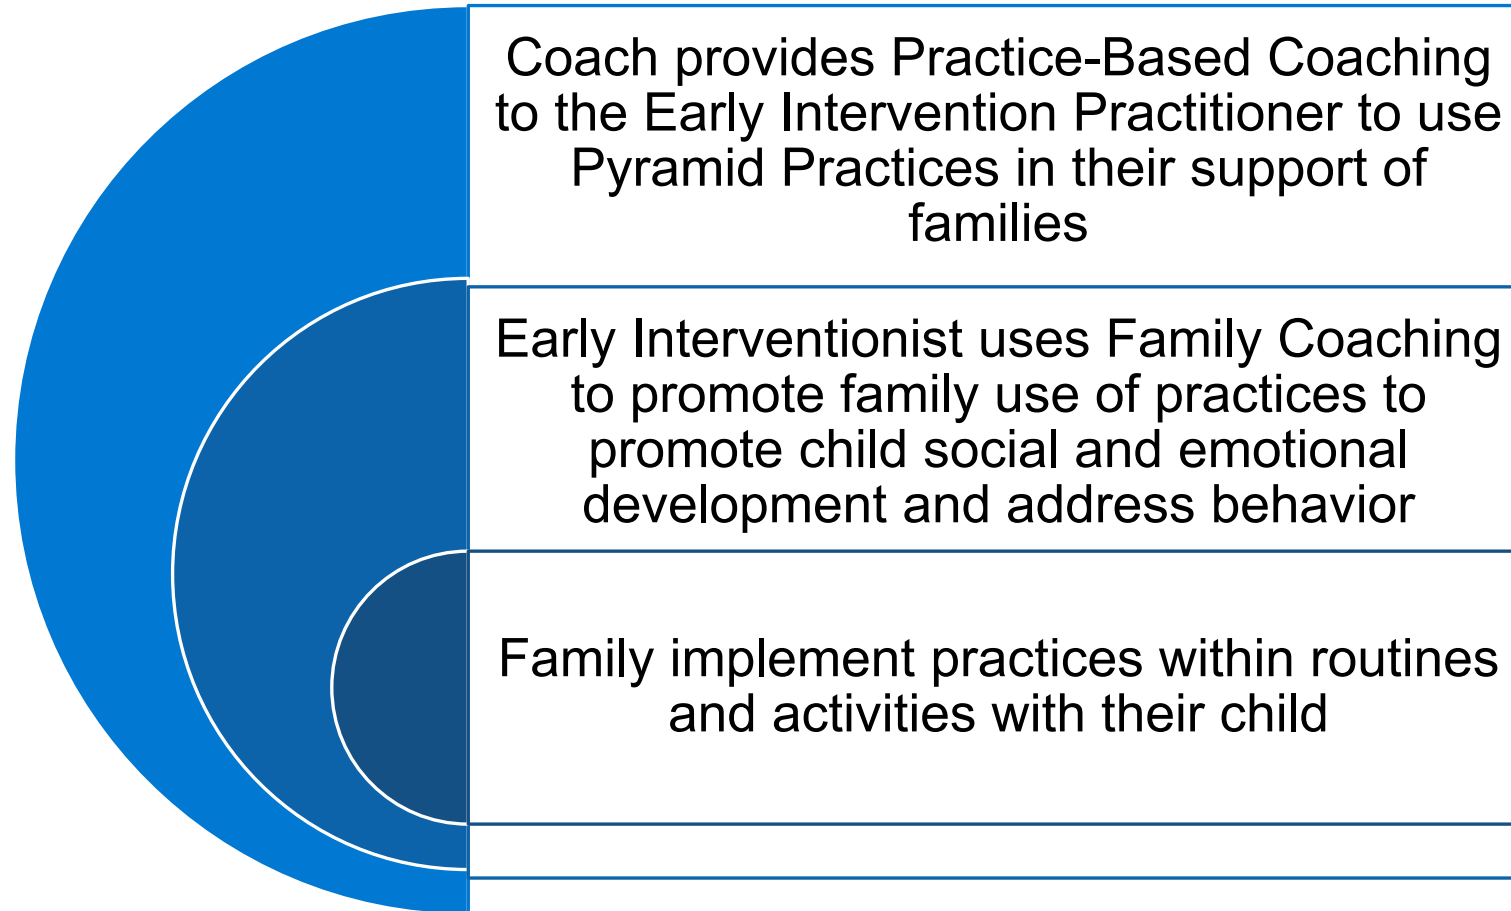 Coach provides Practice-Based Coaching
to the Early Intervention Practitioner to use
Pyramid Practices in their support of
families
Early Interventionist uses Family Coaching
to promote family use of practices to
promote child social and emotional
development and address behavior
Family implement practices within routines
and activities with their child